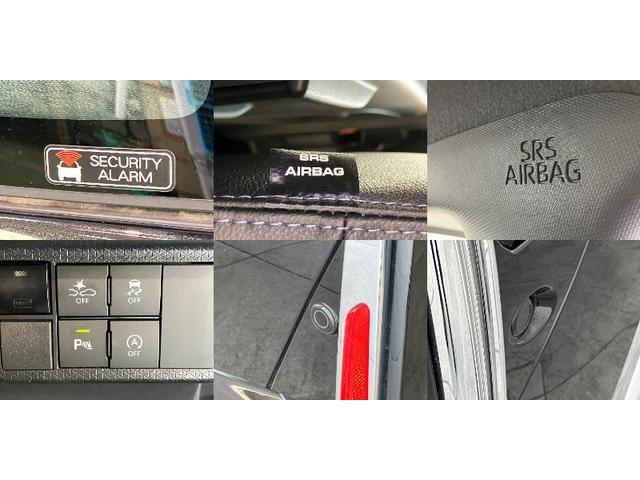 SECURITY
ALARM
SRS
AIRBAG
SRS
AIRBAG
OFF
OFF
P
A
OFF